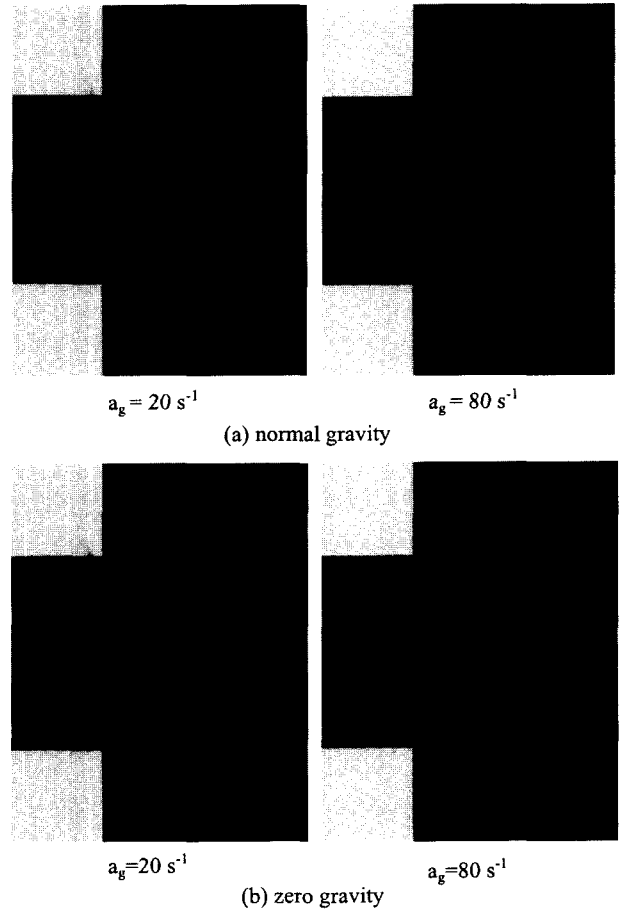 a_g = 20 s⁻¹ a_g = 80 s⁻¹
(a) normal gravity
a_g=20 s⁻¹ a_g=80 s⁻¹
(b) zero gravity